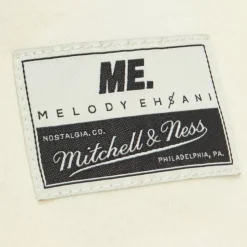 ME.
MELODY EHSANI
NOSTALGIA.CO.
Mitchell & Ness
PHILADELPHIA, PA.